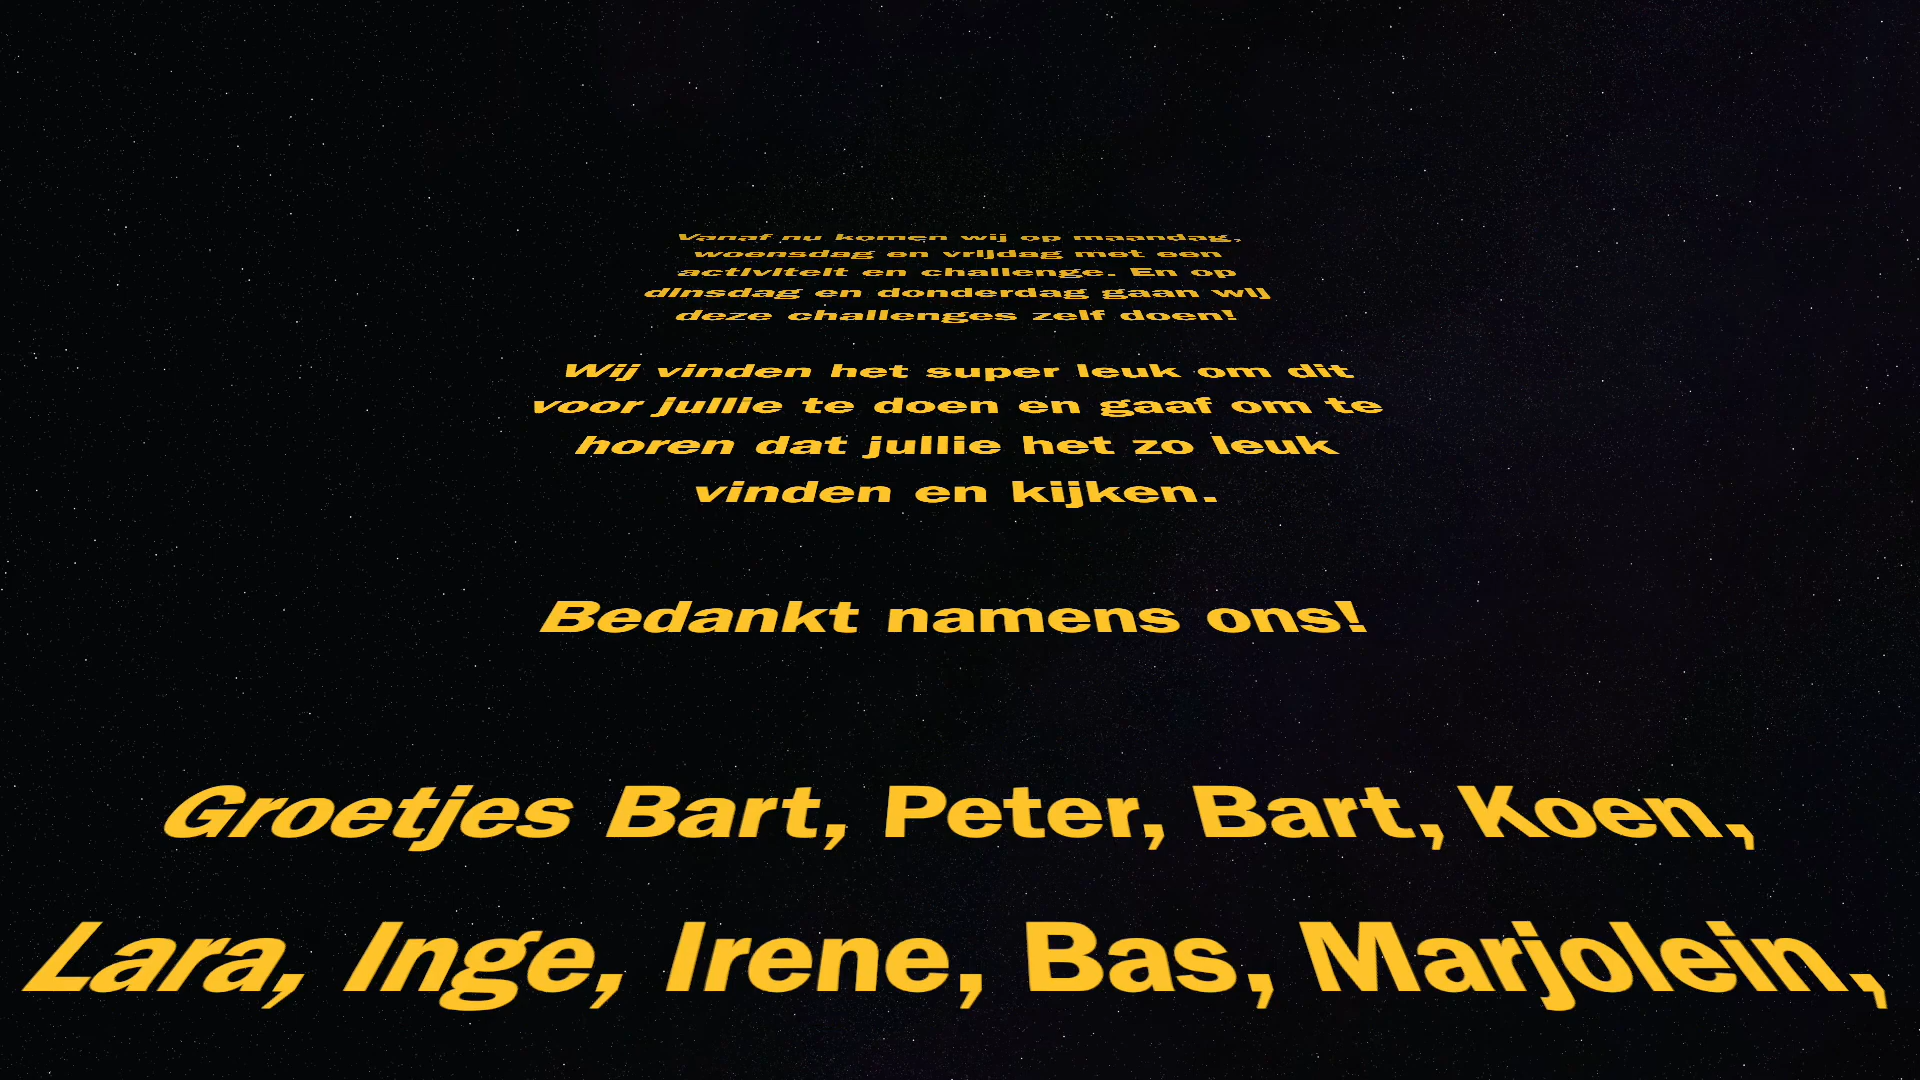 Vanaf nu komen wij op maandag,
woensdag en vrijdag met een
activiteit en challenge. En op
dinsdag en donderdag gaan wij
deze challenges zelf doen!
Wij vinden het super leuk om dit
voor jullie te doen en gaaf om te
horen dat jullie het zo leuk
vinden en kijken.
Bedankt namens ons!
Groetjes Bart, Peter, Bart, Koen,
Lara, Inge, Irene, Bas, Marjolein,